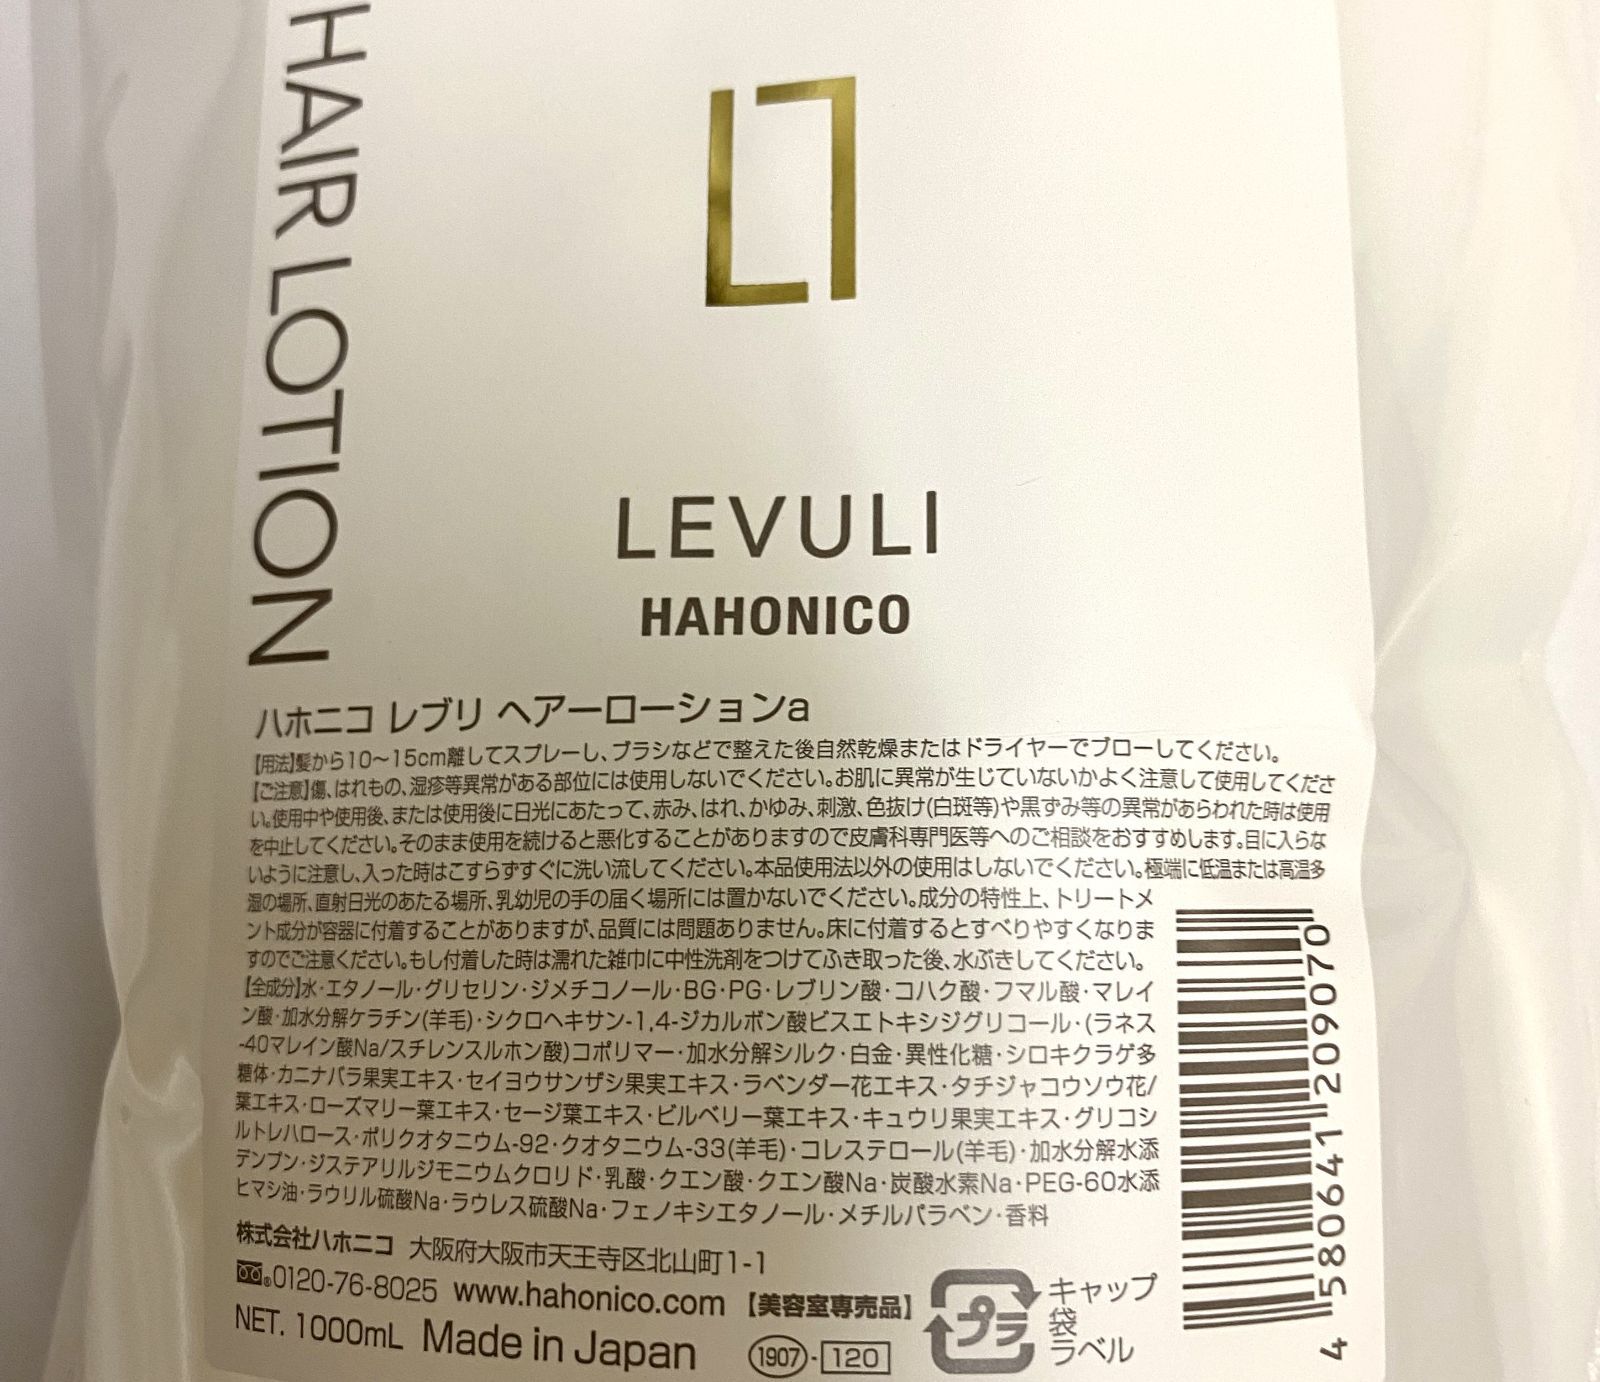 HAIR LOTION
LEVULI
HAHONICO
ハホニコ レブリ ヘアーローションa
【用法】髪から10～15cm離してスプレーし、ブラシなどで整えた後自然乾燥またはドライヤーでブローしてください。
【ご注意】傷、はれもの、湿疹等異常がある部位には使用しないでください。お肌に異常が生じていないかよく注意して使用してくださ
い。使用中や使用後、または使用後に日光にあたって、赤み、はれ、かゆみ、刺激、色抜け(白斑等)や黒ずみ等の異常があらわれた時は使用
を中止してください。そのまま使用を続けると悪化することがありますので皮膚科専門医等へのご相談をおすすめします。目に入らな
いように注意し、入った時はこすらずすぐに洗い流してください。本品使用法以外の使用はしないでください。極端に低温または高温多
湿の場所、直射日光のあたる場所、乳幼児の手の届く場所には置かないでください。成分の特性上、トリートメ
ント成分が容器に付着することがありますが、品質には問題ありません。床に付着するとすべりやすくなりま
すのでご注意ください。もし付着した時は濡れた雑巾に中性洗剤をつけてふき取った後、水ぶきしてください。
【全成分】水・エタノール・グリセリン・ジメチコノール・BG・PG・レブリン酸・コハク酸・フマル酸・マレイ
ン酸・加水分解ケラチン(羊毛)・シクロヘキサン-1,4-ジカルボン酸ビスエトキシジグリコール・(ラネス
-40マレイン酸Na/スチレンスルホン酸)コポリマー・加水分解シルク・白金・異性化糖・シロキクラゲ多
糖体・カニナバラ果実エキス・セイヨウサンザシ果実エキス・ラベンダー花エキス・タチジャコウソウ花/
葉エキス・ローズマリー葉エキス・セージ葉エキス・ビルベリー葉エキス・キュウリ果実エキス・グリコシ
ルトレハロース・ポリクオタニウム-92・クオタニウム-33(羊毛)・コレステロール(羊毛)・加水分解水添
デンプン・ジステアリルジモニウムクロリド・乳酸・クエン酸・クエン酸Na・炭酸水素Na・PEG-60水添
ヒマシ油・ラウリル硫酸Na・ラウレス硫酸Na・フェノキシエタノール・メチルパラベン・香料
株式会社ハホニコ 大阪府大阪市天王寺区北山町1-1
0120-76-8025 www.hahonico.com 【美容室専売品】
NET. 1000mL Made in Japan
1907 - 120
プラ
キャップ
袋
ラベル
4 580641 209070